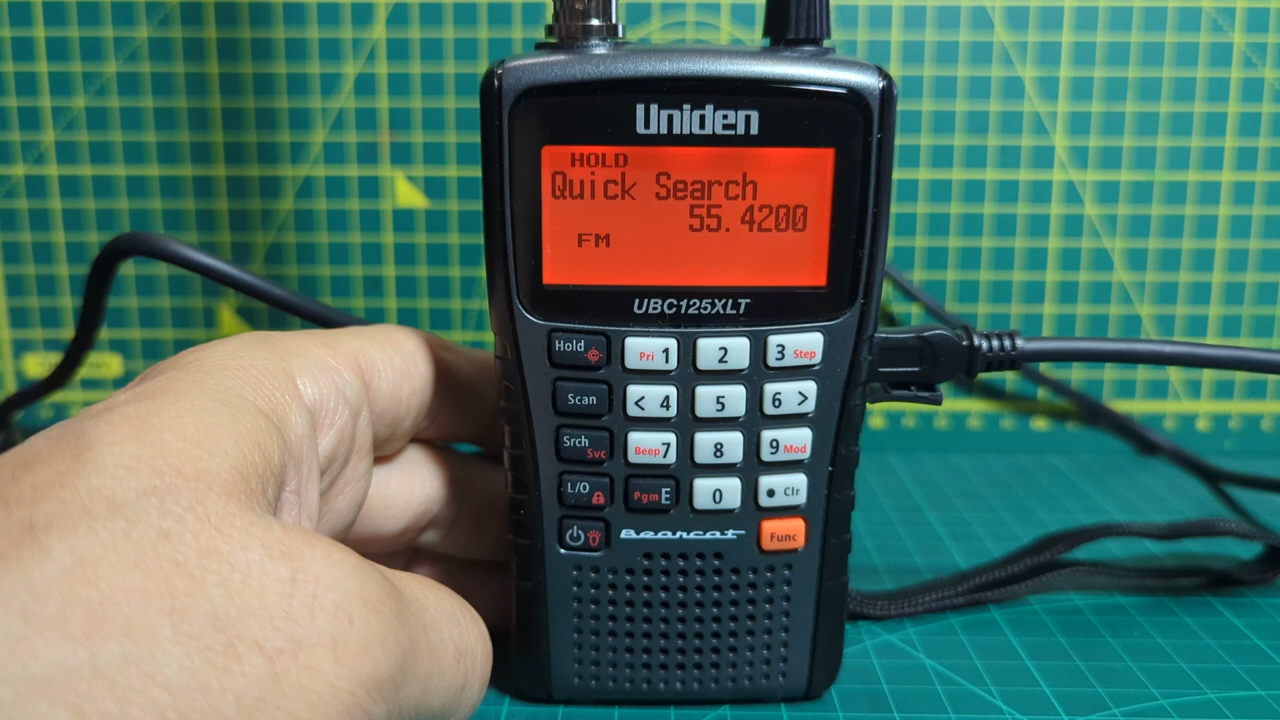 Uniden
HOLD
Quick Search
55.4200
FM
UBC125XLT
Hold Pri 1 2 3 Step
Scan < 4 5 6 >
Srch Svc Beep 7 8 9 Mod
L/O Pgm E 0 • Clr
Bearcat Func